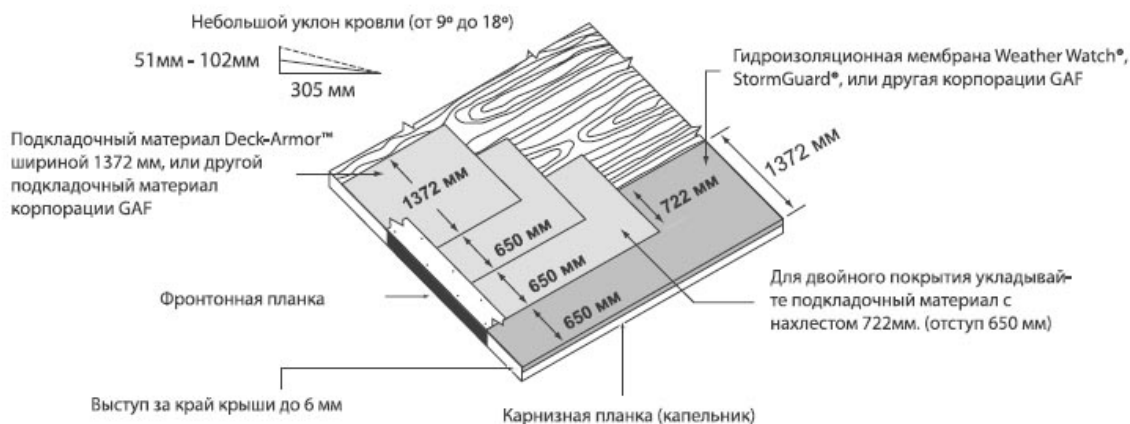 Небольшой уклон кровли (от 9º до 18º)
51мм - 102мм
305 мм
Гидроизоляционная мембрана Weather Watch®,
StormGuard®, или другая корпорации GAF
Подкладочный материал Deck-Armor™
шириной 1372 мм, или другой
подкладочный материал
корпорации GAF
1372 мм
1372 мм
722 мм
650 мм
650 мм
650 мм
Для двойного покрытия укладывай-
те подкладочный материал с
нахлестом 722мм. (отступ 650 мм)
Фронтонная планка
Выступ за край крыши до 6 мм
Карнизная планка (капельник)